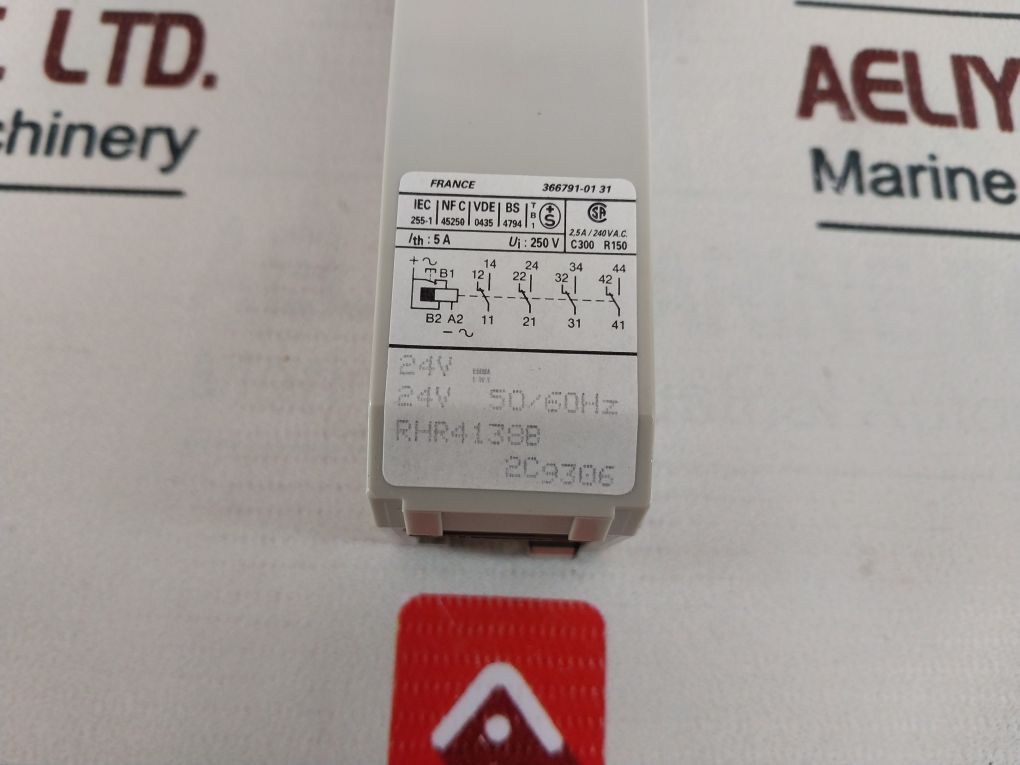 LTD.
chinery
AELIY
Marine
FRANCE 366791-01 31
IEC 255-1 NF C 45250 VDE 0435 BS 4794 T B 1 +S SA
2.5A / 240V A.C.
C300 R150
Ith : 5 A Ui : 250 V
+ ~ B1 12 14 22 24 32 34 42 44
B2 A2 11 21 31 41
− ~
24V
24V 50/60Hz
RHR4138B
2C9306